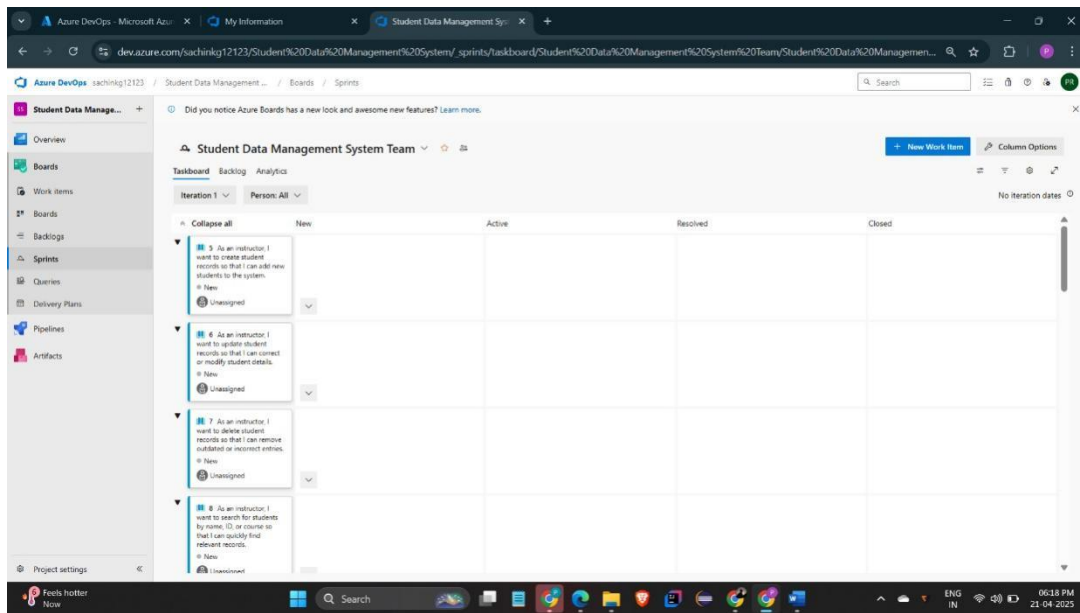 Azure DevOps - Microsoft Azu
My Information
Student Data Management Sys
dev.azure.com/sachinkg12123/Student%20Data%20Management%20System/_sprints/taskboard/Student%20Data%20Management%20System%20Team/Student%20Data%20Managemen...
P
Azure DevOps sachinkg12123 / Student Data Management ... / Boards / Sprints
Search
PR
Student Data Manage... +
Did you notice Azure Boards has a new look and awesome new features? Learn more.
Overview
Boards
Work items
Boards
Backlogs
Sprints
Queries
Delivery Plans
Pipelines
Artifacts
Project settings
Student Data Management System Team
+ New Work Item
Column Options
Taskboard Backlog Analytics
Iteration 1
Person: All
No iteration dates
Collapse all New Active Resolved Closed
5 As an instructor, I
want to create student
records so that I can add new
students to the system.
New
Unassigned
6 As an instructor, I
want to update student
records so that I can correct
or modify student details.
New
Unassigned
7 As an instructor, I
want to delete student
records so that I can remove
outdated or incorrect entries.
New
Unassigned
8 As an instructor, I
want to search for students
by name, ID, or course so
that I can quickly find
relevant records.
New
Unassigned
Feels hotter
Now
Search
ENG
IN
06:18 PM
21-04-2025